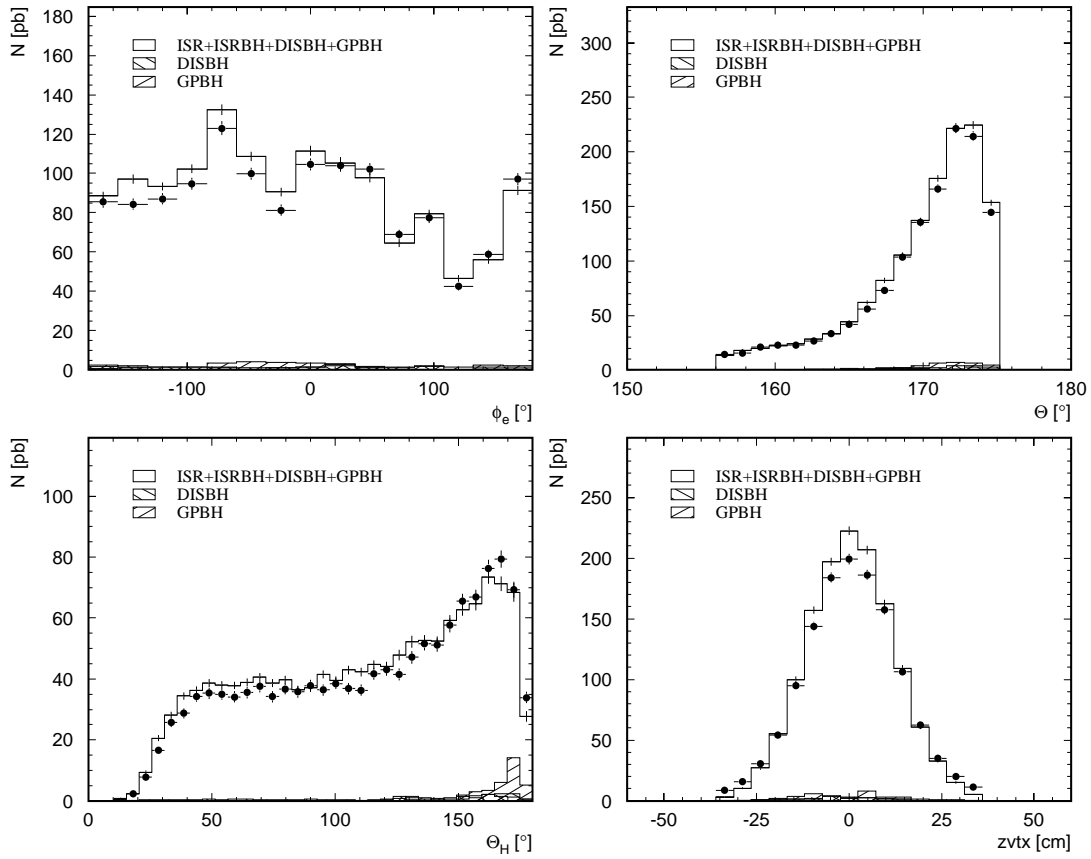 N [pb]
180
160
140
120
100
80
60
40
20
0
ISR+ISRBH+DISBH+GPBH
DISBH
GPBH
-100
0
100
ϕe [°]
N [pb]
300
250
200
150
100
50
0
ISR+ISRBH+DISBH+GPBH
DISBH
GPBH
150
160
170
180
Θ [°]
N [pb]
100
80
60
40
20
0
ISR+ISRBH+DISBH+GPBH
DISBH
GPBH
0
50
100
150
ΘH [°]
N [pb]
300
250
200
150
100
50
0
ISR+ISRBH+DISBH+GPBH
DISBH
GPBH
-50
-25
0
25
50
zvtx [cm]